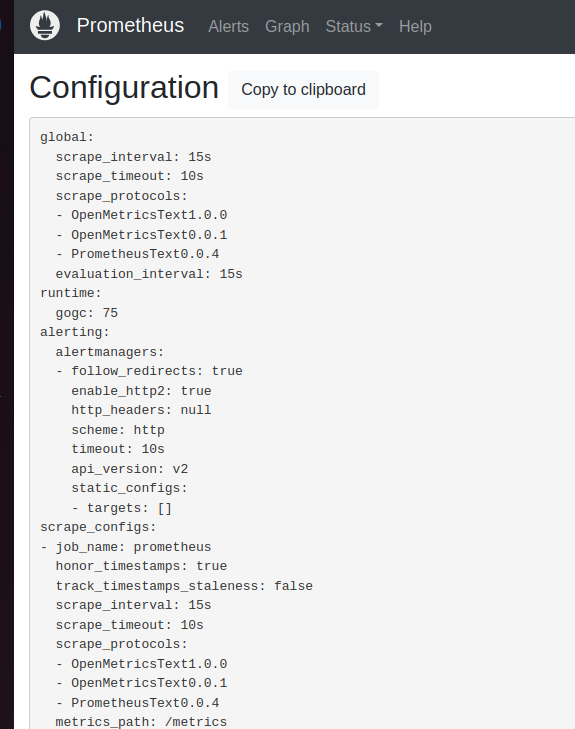 Prometheus Alerts Graph Status Help
Configuration Copy to clipboard
global:
  scrape_interval: 15s
  scrape_timeout: 10s
  scrape_protocols:
  - OpenMetricsText1.0.0
  - OpenMetricsText0.0.1
  - PrometheusText0.0.4
  evaluation_interval: 15s
runtime:
  gogc: 75
alerting:
  alertmanagers:
  - follow_redirects: true
    enable_http2: true
    http_headers: null
    scheme: http
    timeout: 10s
    api_version: v2
    static_configs:
    - targets: []
scrape_configs:
- job_name: prometheus
  honor_timestamps: true
  track_timestamps_staleness: false
  scrape_interval: 15s
  scrape_timeout: 10s
  scrape_protocols:
  - OpenMetricsText1.0.0
  - OpenMetricsText0.0.1
  - PrometheusText0.0.4
  metrics_path: /metrics